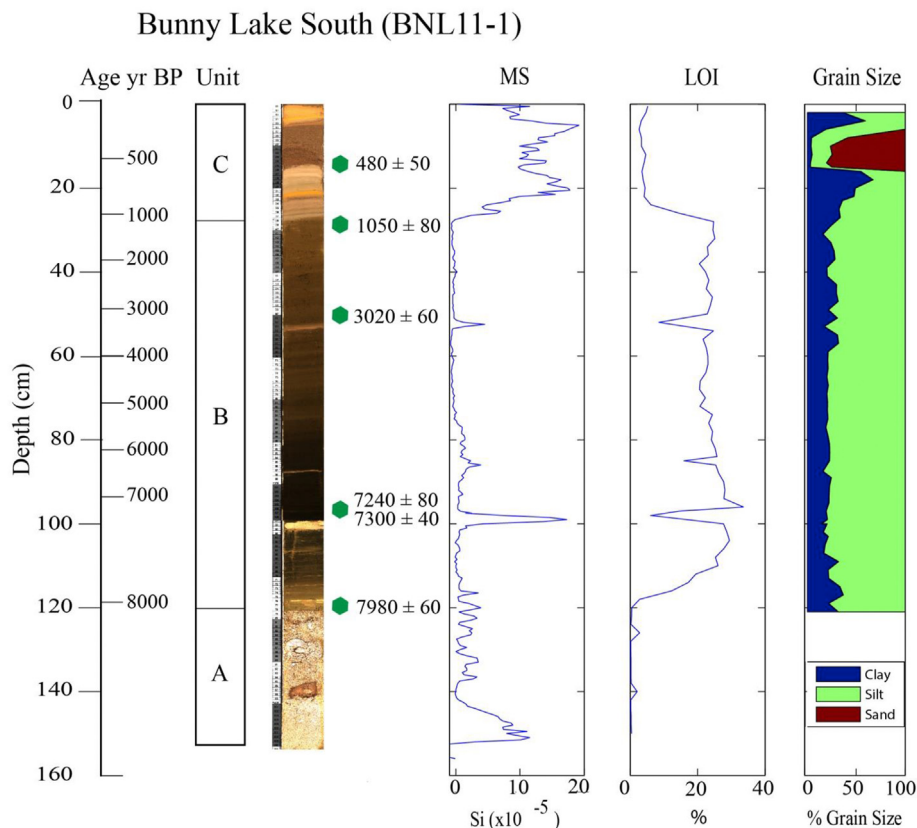 Bunny Lake South (BNL11-1)
Age yr BP Unit MS LOI Grain Size
0
500
20
1000
2000
40
3000
60
4000
5000
80
6000
7000
100
8000
120
140
160
Depth (cm)
C
B
A
480 ± 50
1050 ± 80
3020 ± 60
7240 ± 80
7300 ± 40
7980 ± 60
Clay
Silt
Sand
0 10 20 0 20 40 0 50 100
Si (x10 -5) % % Grain Size